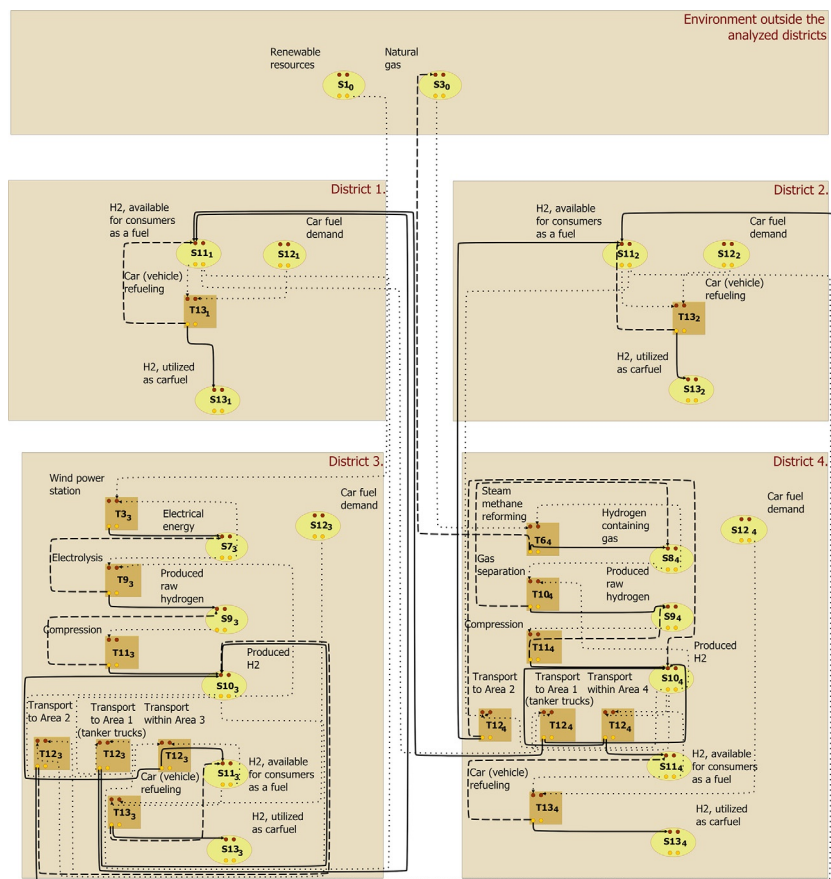 Environment outside the
analyzed districts
Renewable
resources
Natural
gas
S1₀
S3₀
District 1.
H2, available
for consumers
as a fuel
Car fuel
demand
S11₁
S12₁
Car (vehicle)
refueling
T13₁
H2, utilized
as carfuel
S13₁
District 2.
H2, available
for consumers
as a fuel
Car fuel
demand
S11₂
S12₂
Car (vehicle)
refueling
T13₂
H2, utilized
as carfuel
S13₂
District 3.
Wind power
station
Car fuel
demand
T3₃
Electrical
energy
S12₃
S7₃
Electrolysis
Produced
raw
hydrogen
T9₃
S9₃
Compression
T11₃
Produced
H2
S10₃
Transport
to Area 2
Transport
to Area 1
(tanker trucks)
Transport
within Area 3
T12₃
T12₃
T12₃
H2, available
for consumers
as a fuel
S11₃
Car (vehicle)
refueling
T13₃
H2, utilized
as carfuel
S13₃
District 4.
Steam
methane
reforming
Hydrogen
containing
gas
Car fuel
demand
S12₄
T6₄
S8₄
Gas
separation
Produced
raw
hydrogen
T10₄
S9₄
Compression
T11₄
Produced
H2
S10₄
Transport
to Area 2
Transport
to Area 1
(tanker trucks)
Transport
within Area 4
T12₄
T12₄
T12₄
H2, available
for consumers
as a fuel
S11₄
Car (vehicle)
refueling
T13₄
H2, utilized
as carfuel
S13₄